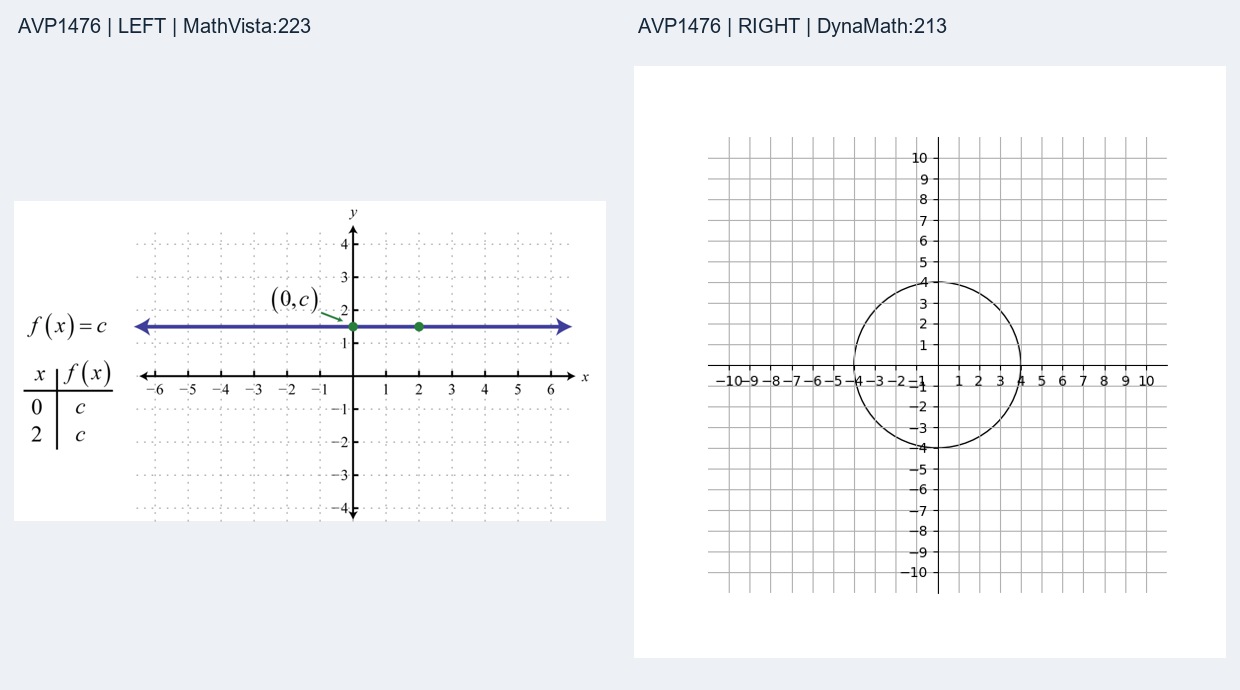 AVP1476 | LEFT | MathVista:223
AVP1476 | RIGHT | DynaMath:213
y
4
3
(0,c)
2
f(x)=c
1
x
−6 −5 −4 −3 −2 −1 1 2 3 4 5 6
x f(x)
0 c
2 c
−1
−2
−3
−4
10
9
8
7
6
5
4
3
2
1
−10 −9 −8 −7 −6 −5 −4 −3 −2 −1 1 2 3 4 5 6 7 8 9 10
−1
−2
−3
−4
−5
−6
−7
−8
−9
−10